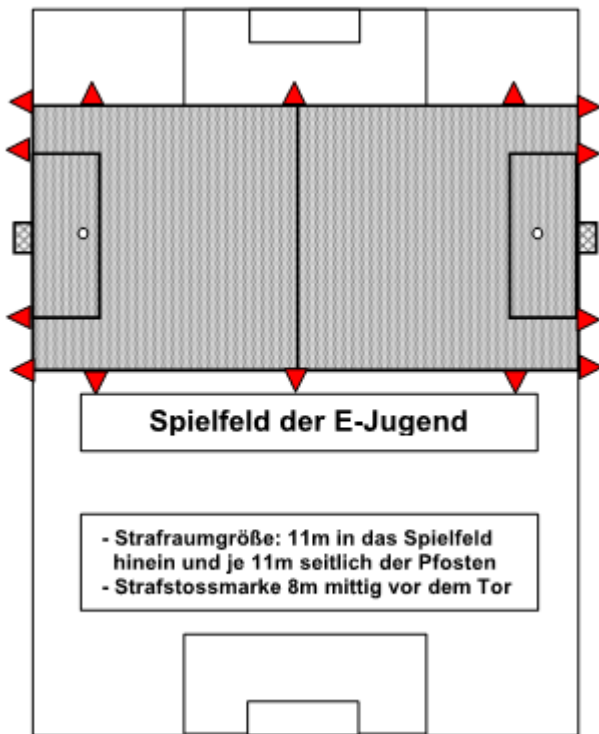 Spielfeld der E-Jugend
- Strafraumgröße: 11m in das Spielfeld
hinein und je 11m seitlich der Pfosten
- Strafstossmarke 8m mittig vor dem Tor